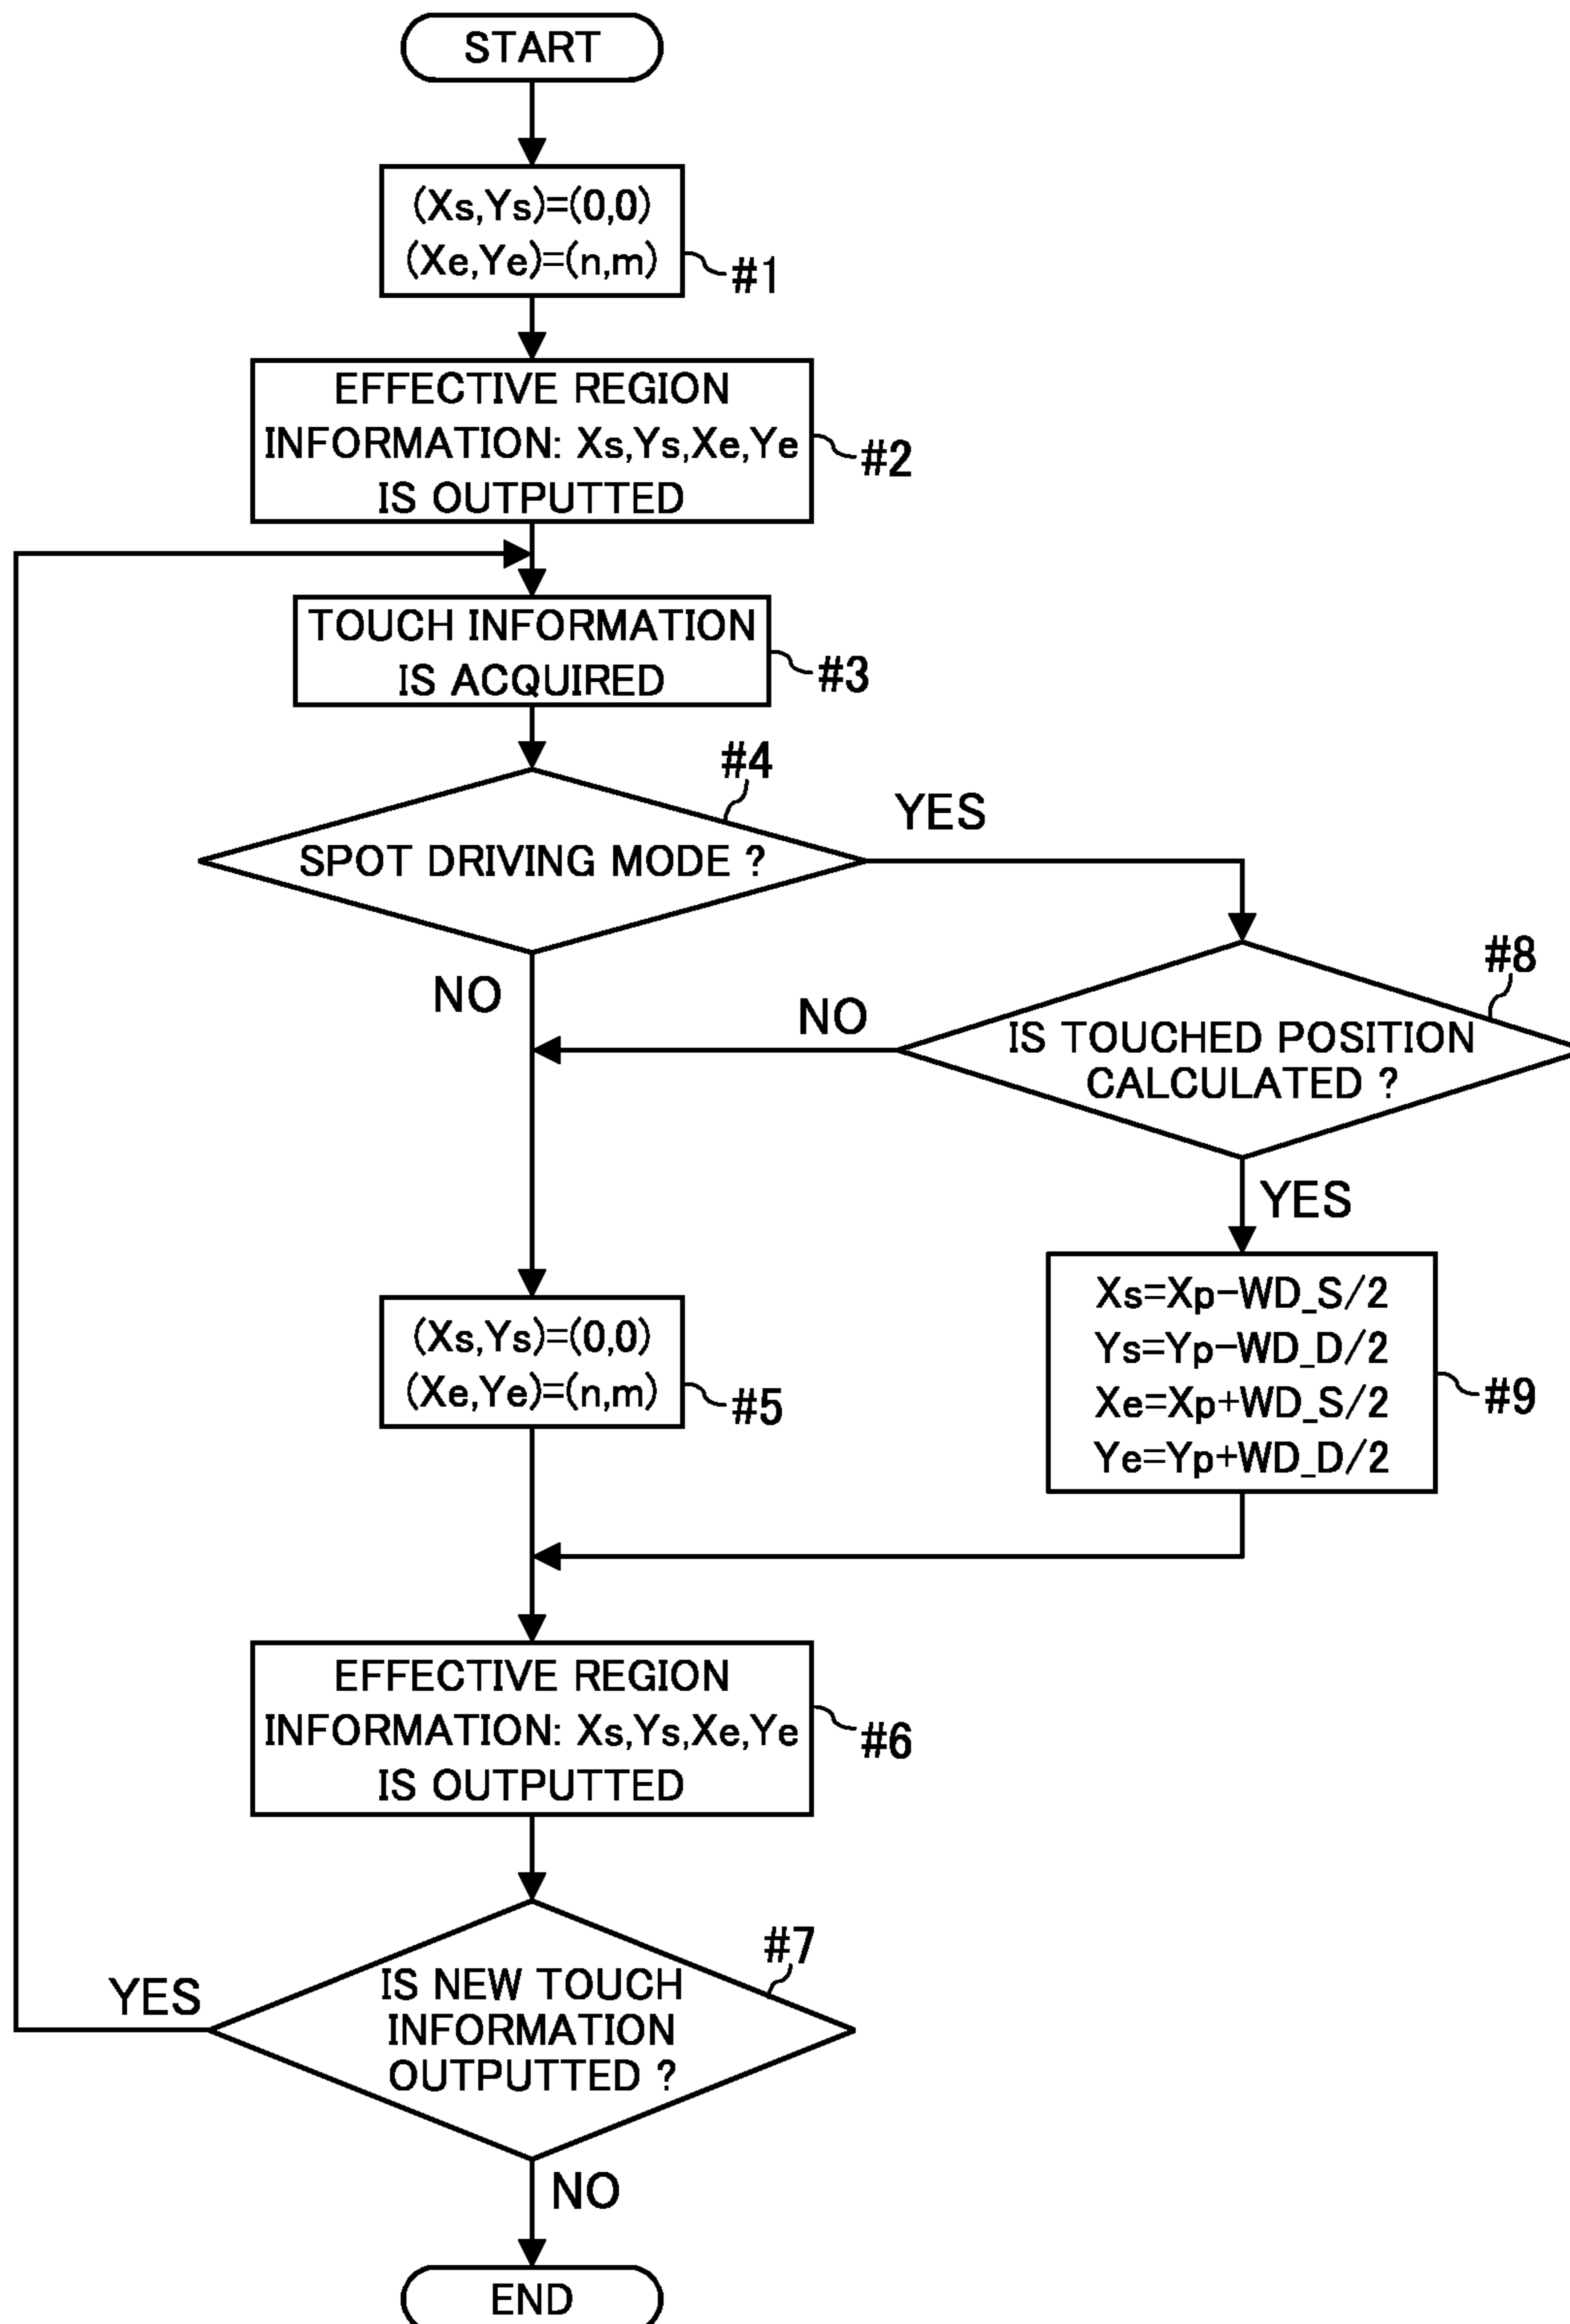 START
(Xs,Ys)=(0,0)
(Xe,Ye)=(n,m)
#1
EFFECTIVE REGION
INFORMATION: Xs,Ys,Xe,Ye
IS OUTPUTTED
#2
TOUCH INFORMATION
IS ACQUIRED
#3
#4
YES
SPOT DRIVING MODE ?
NO
#8
NO
IS TOUCHED POSITION
CALCULATED ?
YES
Xs=Xp-WD_S/2
Ys=Yp-WD_D/2
Xe=Xp+WD_S/2
Ye=Yp+WD_D/2
#9
(Xs,Ys)=(0,0)
(Xe,Ye)=(n,m)
#5
EFFECTIVE REGION
INFORMATION: Xs,Ys,Xe,Ye
IS OUTPUTTED
#6
#7
YES
IS NEW TOUCH
INFORMATION
OUTPUTTED ?
NO
END